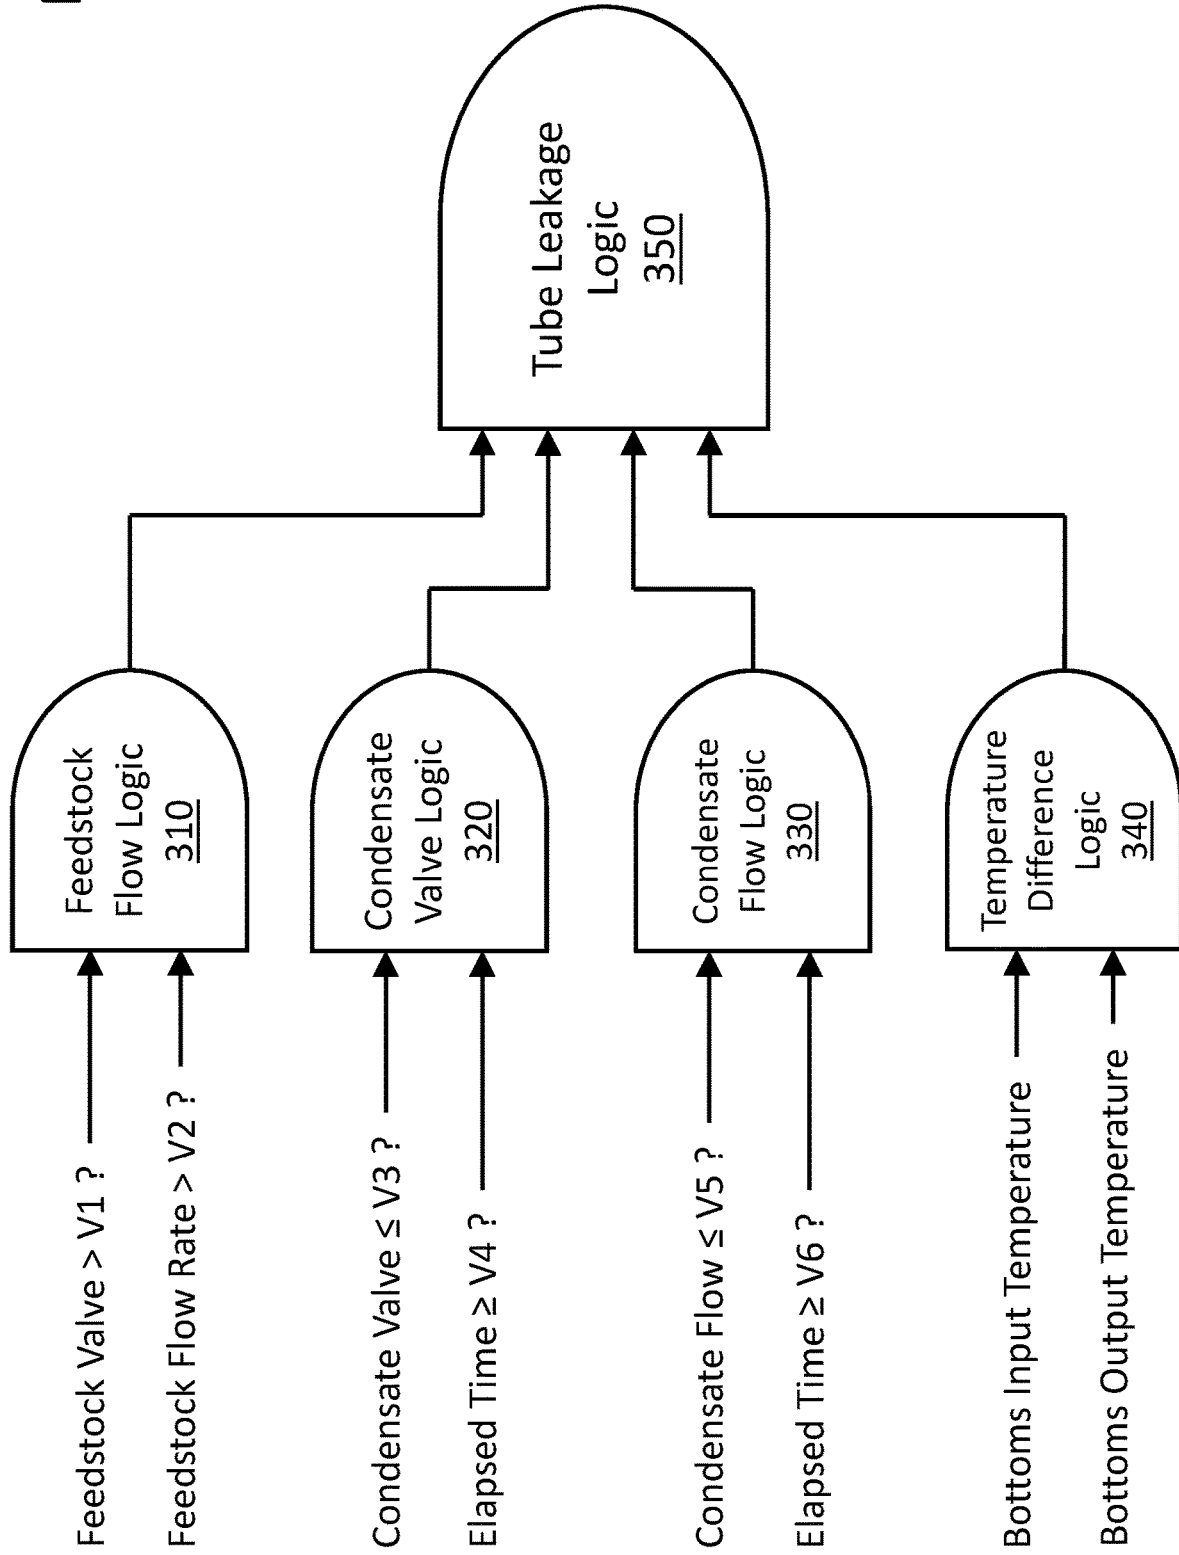 Feedstock Valve > V1 ?
Feedstock Flow Rate > V2 ?
Feedstock
Flow Logic
310
Condensate Valve ≤ V3 ?
Elapsed Time ≥ V4 ?
Condensate
Valve Logic
320
Condensate Flow ≤ V5 ?
Elapsed Time ≥ V6 ?
Condensate
Flow Logic
330
Bottoms Input Temperature
Bottoms Output Temperature
Temperature
Difference
Logic
340
Tube Leakage
Logic
350